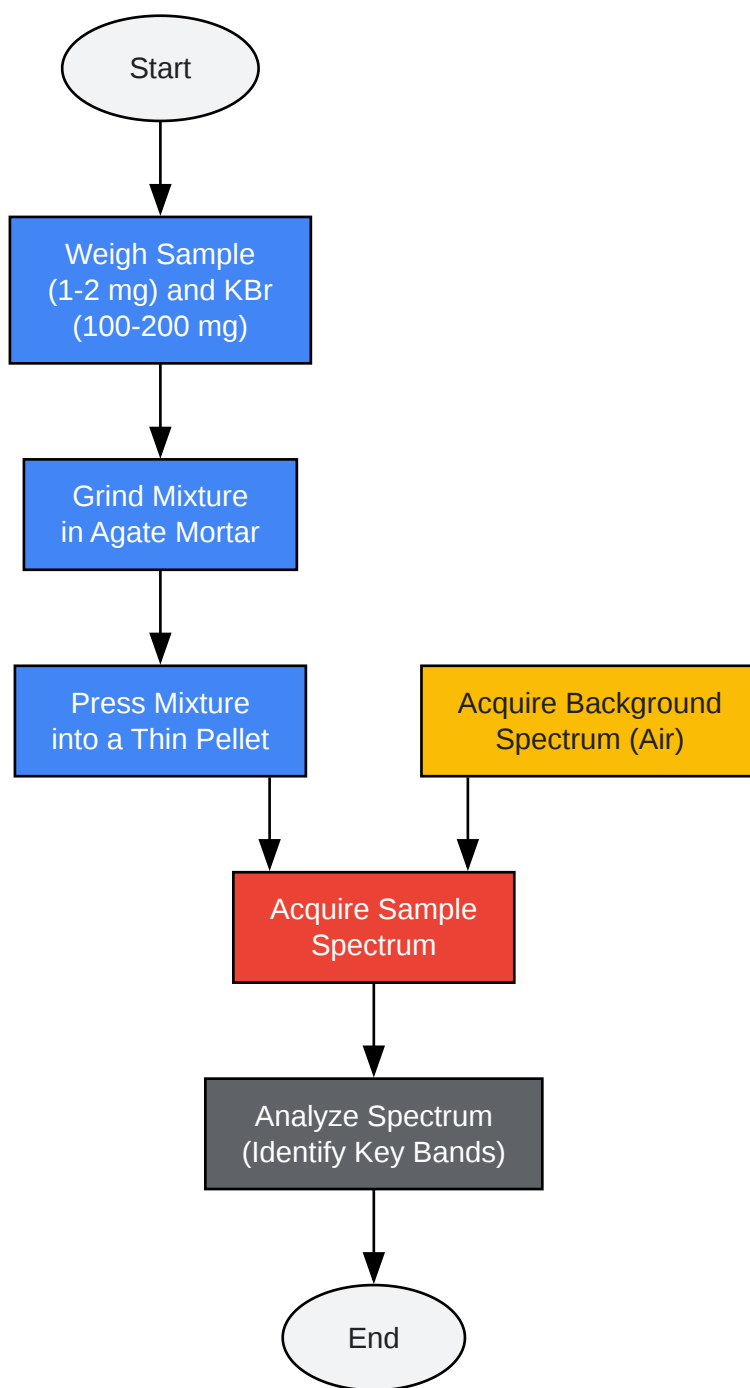 Start
Weigh Sample
(1-2 mg) and KBr
(100-200 mg)
Grind Mixture
in Agate Mortar
Press Mixture
into a Thin Pellet
Acquire Background
Spectrum (Air)
Acquire Sample
Spectrum
Analyze Spectrum
(Identify Key Bands)
End